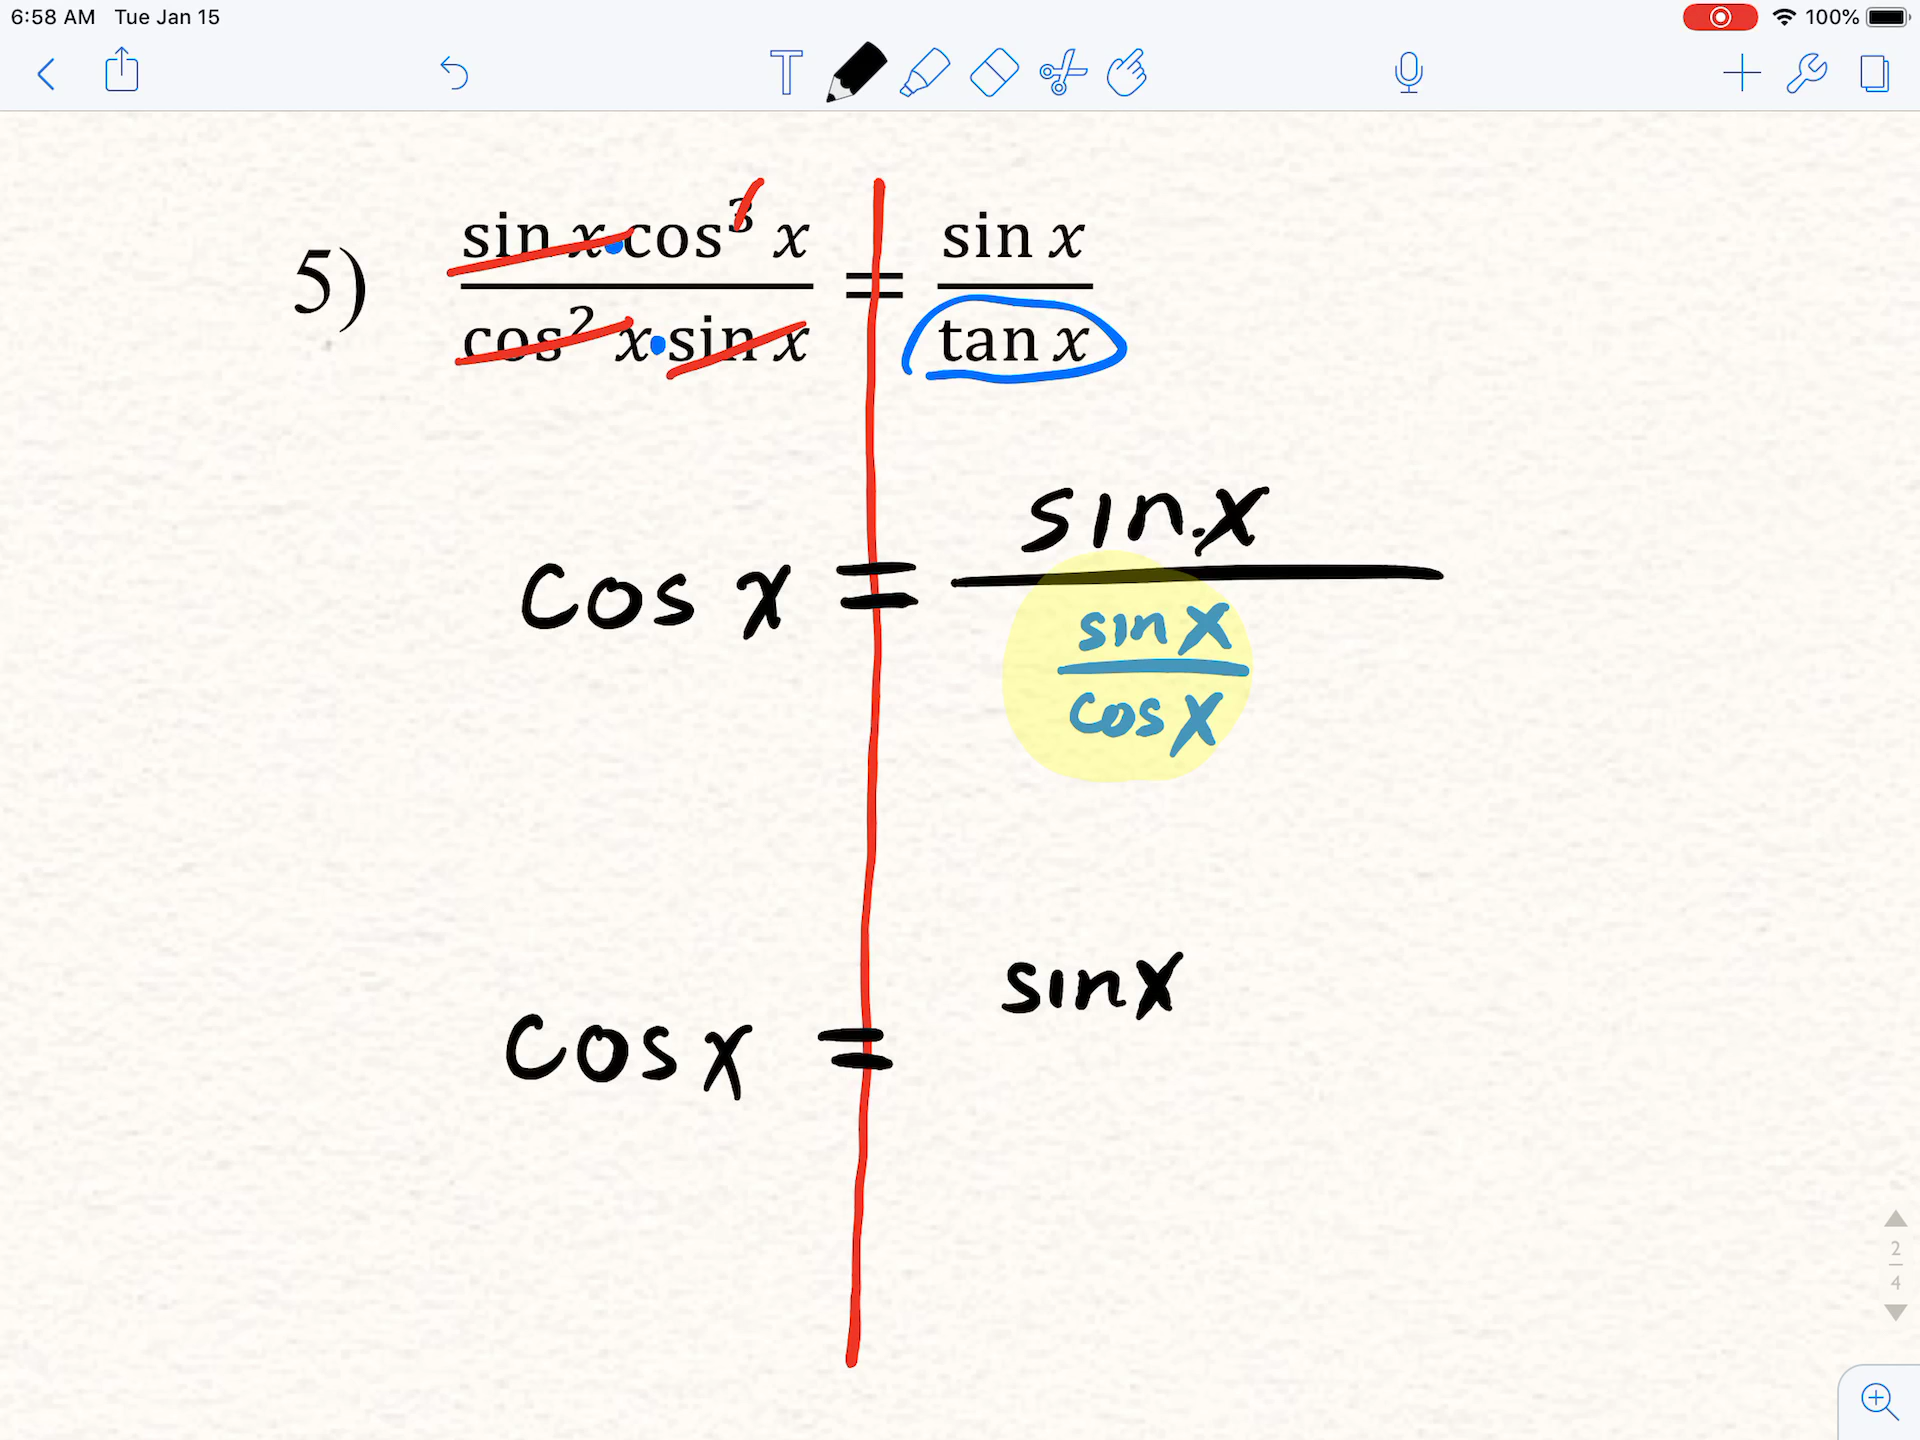 6:58 AM Tue Jan 15 100%
T
5) sin x·cos³ x = sin x
cos² x·sin x tan x
cos x = sin x
sin x
cos x
cos x = sin x
2
4